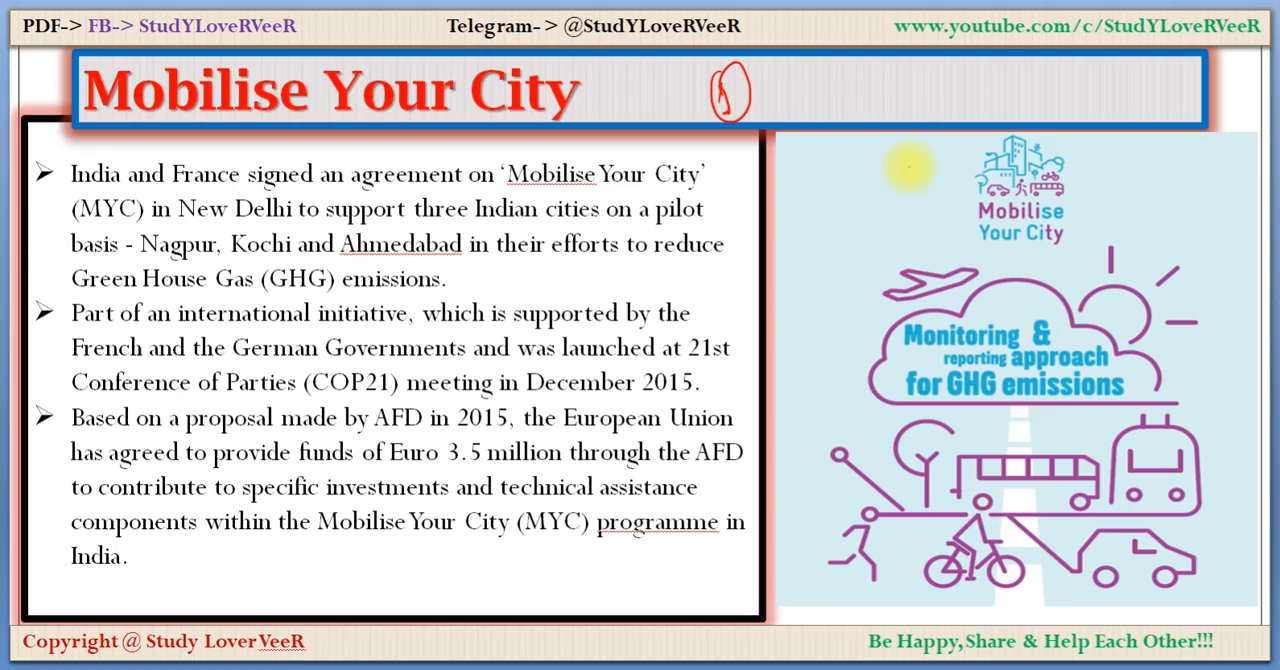 PDF-> FB-> StudYLoveRVeeR
Telegram-> @StudYLoveRVeeR
www.youtube.com/c/StudYLoveRVeeR
Mobilise Your City
➢ India and France signed an agreement on ‘Mobilise Your City’
(MYC) in New Delhi to support three Indian cities on a pilot
basis - Nagpur, Kochi and Ahmedabad in their efforts to reduce
Green House Gas (GHG) emissions.
➢ Part of an international initiative, which is supported by the
French and the German Governments and was launched at 21st
Conference of Parties (COP21) meeting in December 2015.
➢ Based on a proposal made by AFD in 2015, the European Union
has agreed to provide funds of Euro 3.5 million through the AFD
to contribute to specific investments and technical assistance
components within the Mobilise Your City (MYC) programme in
India.
Mobilise
Your City
Monitoring &
reporting approach
for GHG emissions
Copyright @ Study Lover VeeR
Be Happy, Share & Help Each Other!!!